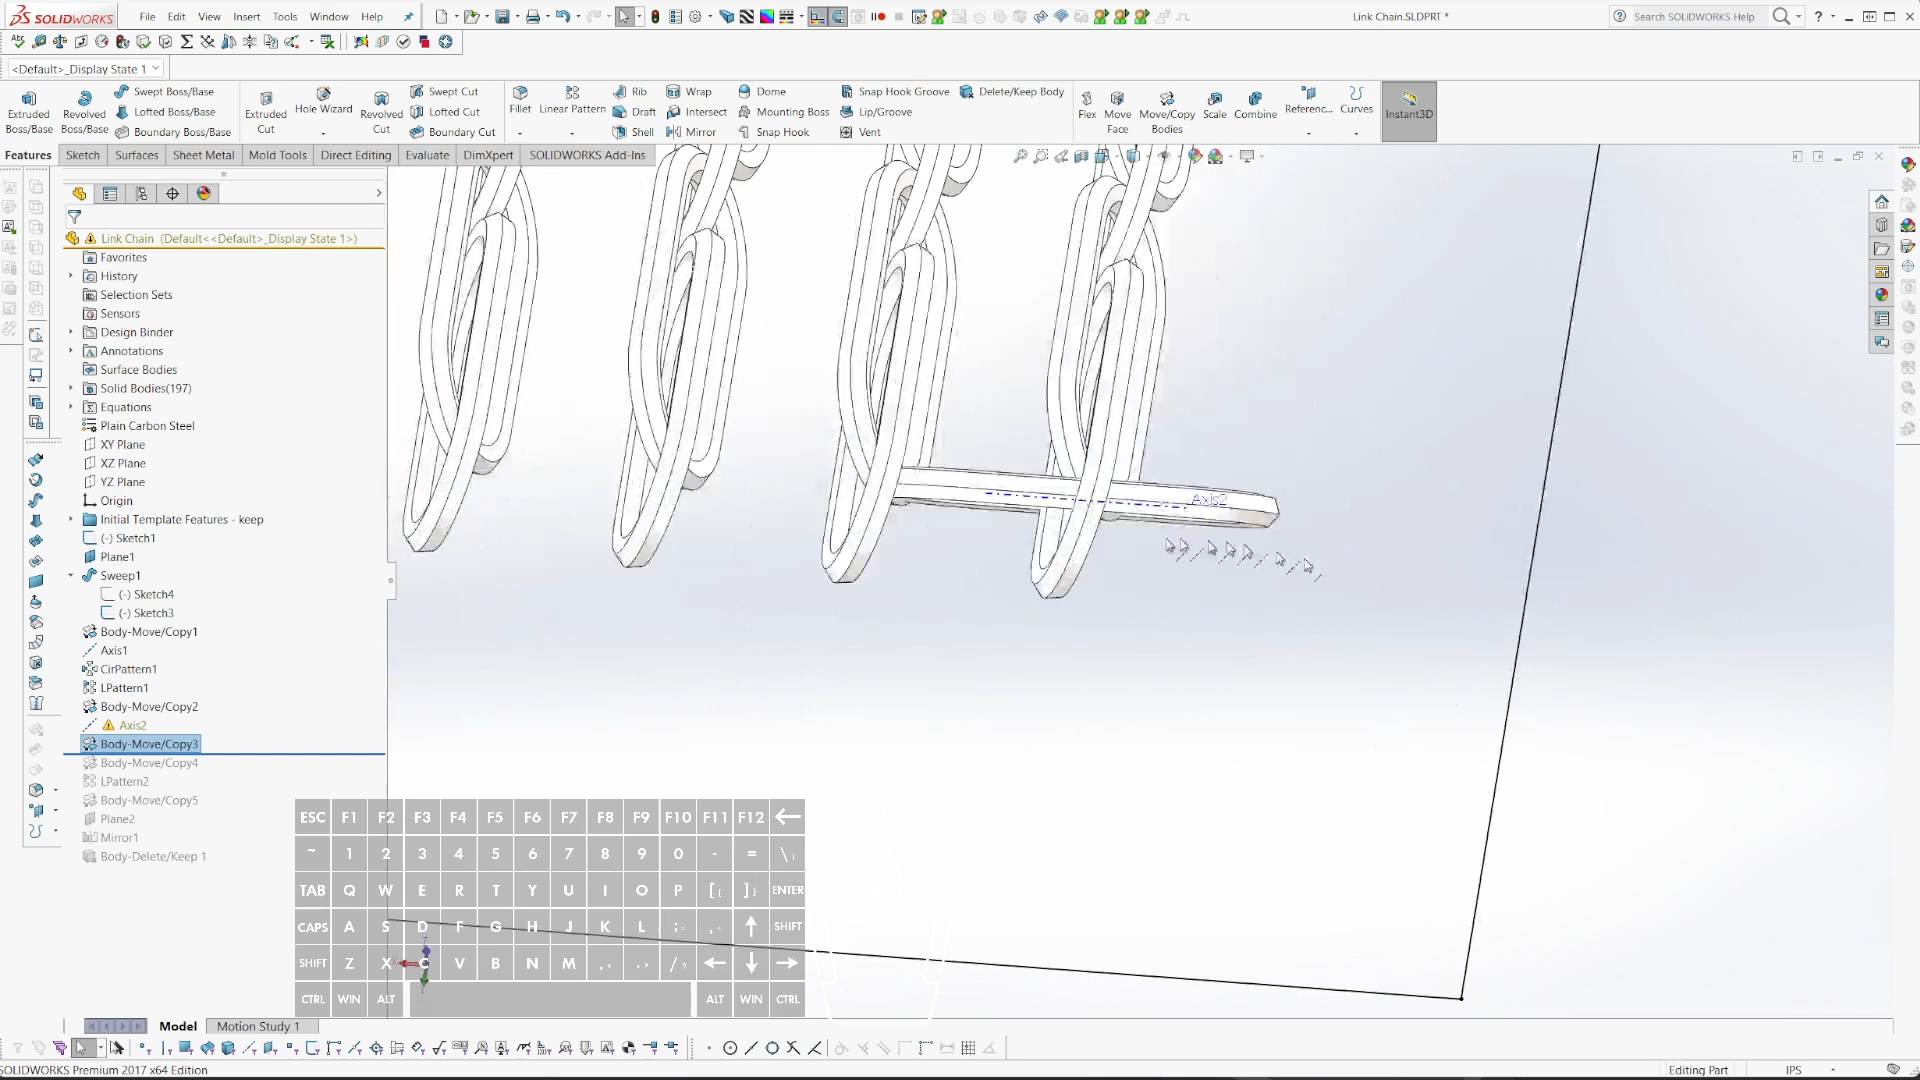 SOLIDWORKS File Edit View Insert Tools Window Help Link Chain.SLDPRT * Search SOLIDWORKS Help
<Default>_Display State 1
Extruded Boss/Base
Revolved Boss/Base
Swept Boss/Base
Lofted Boss/Base
Boundary Boss/Base
Extruded Cut
Hole Wizard
Revolved Cut
Swept Cut
Lofted Cut
Boundary Cut
Fillet
Linear Pattern
Rib
Draft
Shell
Wrap
Intersect
Mirror
Dome
Mounting Boss
Snap Hook
Snap Hook Groove
Lip/Groove
Vent
Delete/Keep Body
Flex
Move Face
Move/Copy Bodies
Scale
Combine
Referenc...
Curves
Instant3D
Features Sketch Surfaces Sheet Metal Mold Tools Direct Editing Evaluate DimXpert SOLIDWORKS Add-Ins
Link Chain (Default<<Default>_Display State 1>)
Favorites
History
Selection Sets
Sensors
Design Binder
Annotations
Surface Bodies
Solid Bodies(197)
Equations
Plain Carbon Steel
XY Plane
XZ Plane
YZ Plane
Origin
Initial Template Features - keep
(-) Sketch1
Plane1
Sweep1
(-) Sketch4
(-) Sketch3
Body-Move/Copy1
Axis1
CirPattern1
LPattern1
Body-Move/Copy2
Axis2
Body-Move/Copy3
Body-Move/Copy4
LPattern2
Body-Move/Copy5
Plane2
Mirror1
Body-Delete/Keep 1
Axis2
ESC F1 F2 F3 F4 F5 F6 F7 F8 F9 F10 F11 F12
~ 1 2 3 4 5 6 7 8 9 0 - = \|
TAB Q W E R T Y U I O P [{ ]} ENTER
CAPS A S D F G H J K L ;: SHIFT
SHIFT Z X C V B N M ,< .> /?
CTRL WIN ALT ALT WIN CTRL
Model Motion Study 1
SOLIDWORKS Premium 2017 x64 Edition Editing Part IPS